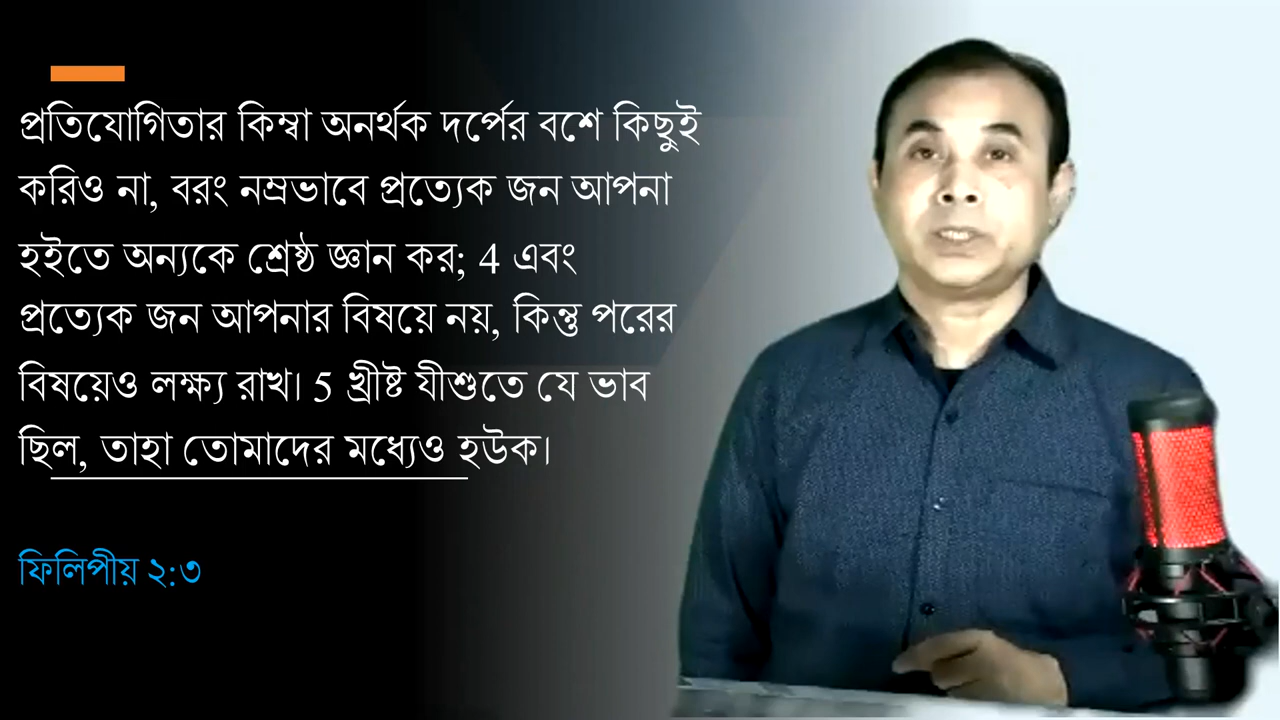 প্রতিযোগিতার কিম্বা অনর্থক দর্পের বশে কিছুই
করিও না, বরং নম্রভাবে প্রত্যেক জন আপনা
হইতে অন্যকে শ্রেষ্ঠ জ্ঞান কর; 4 এবং
প্রত্যেক জন আপনার বিষয়ে নয়, কিন্তু পরের
বিষয়েও লক্ষ্য রাখ। 5 খ্রীষ্ট যীশুতে যে ভাব
ছিল, তাহা তোমাদের মধ্যেও হউক।
ফিলিপীয় ২:৩